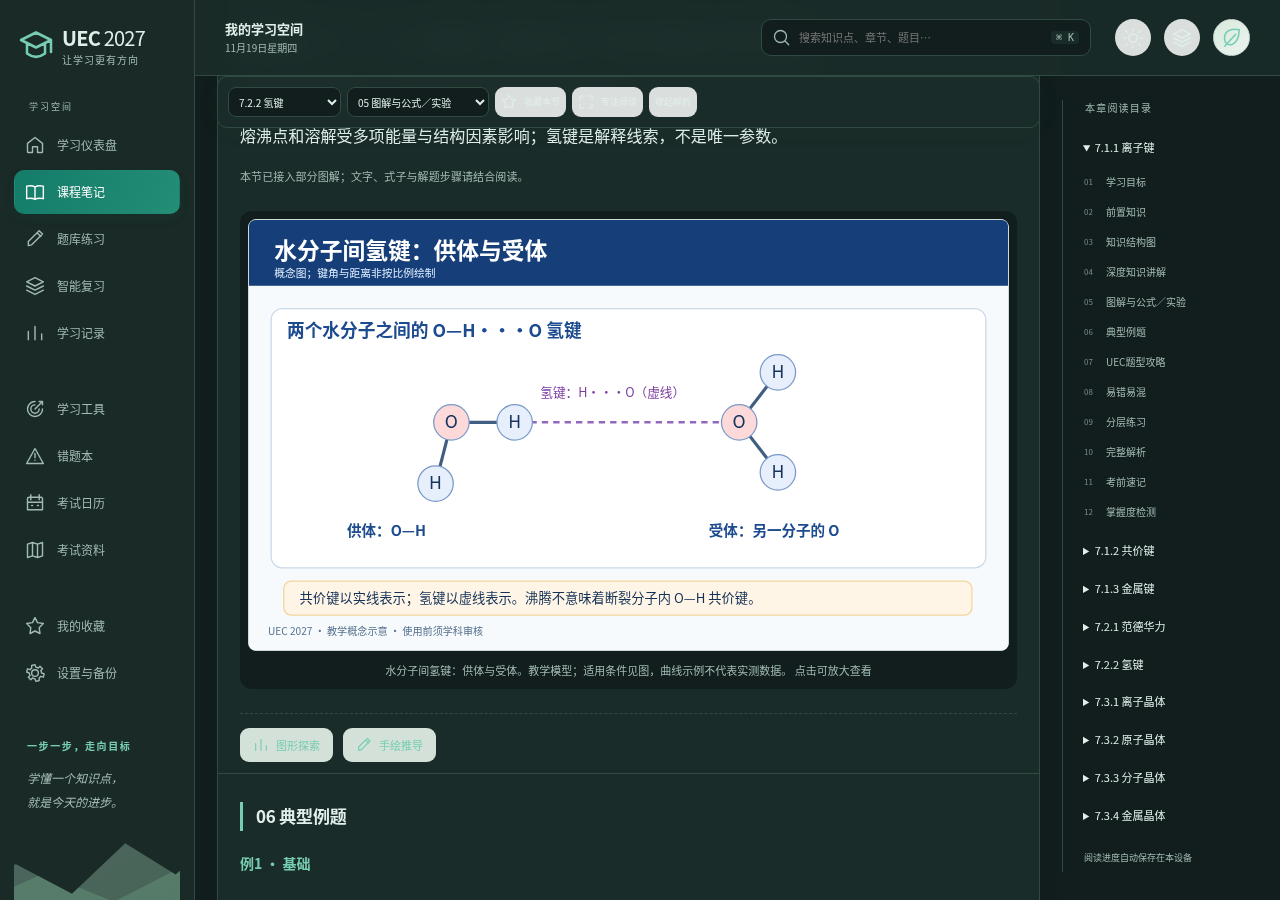 UEC 2027
让学习更有方向
学习空间
学习仪表盘
课程笔记
题库练习
智能复习
学习记录
学习工具
错题本
考试日历
考试资料
我的收藏
设置与备份
一步一步，走向目标
学懂一个知识点，
就是今天的进步。
我的学习空间
11月19日星期四
搜索知识点、章节、题目…
⌘ K
7.2.2 氢键
05 图解与公式／实验
熔沸点和溶解受多项能量与结构因素影响；氢键是解释线索，不是唯一参数。
本节已接入部分图解；文字、式子与解题步骤请结合阅读。
水分子间氢键：供体与受体
概念图；键角与距离非按比例绘制
两个水分子之间的 O—H···O 氢键
H
氢键：H···O（虚线）
O
H
O
H
H
供体：O—H
受体：另一分子的 O
共价键以实线表示；氢键以虚线表示。沸腾不意味着断裂分子内 O—H 共价键。
UEC 2027 · 教学概念示意 · 使用前须学科审核
水分子间氢键：供体与受体。教学模型；适用条件见图，曲线示例不代表实测数据。 点击可放大查看
图形探索
手绘推导
06 典型例题
例1 · 基础
本章阅读目录
7.1.1 离子键
01 学习目标
02 前置知识
03 知识结构图
04 深度知识讲解
05 图解与公式／实验
06 典型例题
07 UEC题型攻略
08 易错易混
09 分层练习
10 完整解析
11 考前速记
12 掌握度检测
7.1.2 共价键
7.1.3 金属键
7.2.1 范德华力
7.2.2 氢键
7.3.1 离子晶体
7.3.2 原子晶体
7.3.3 分子晶体
7.3.4 金属晶体
阅读进度自动保存在本设备